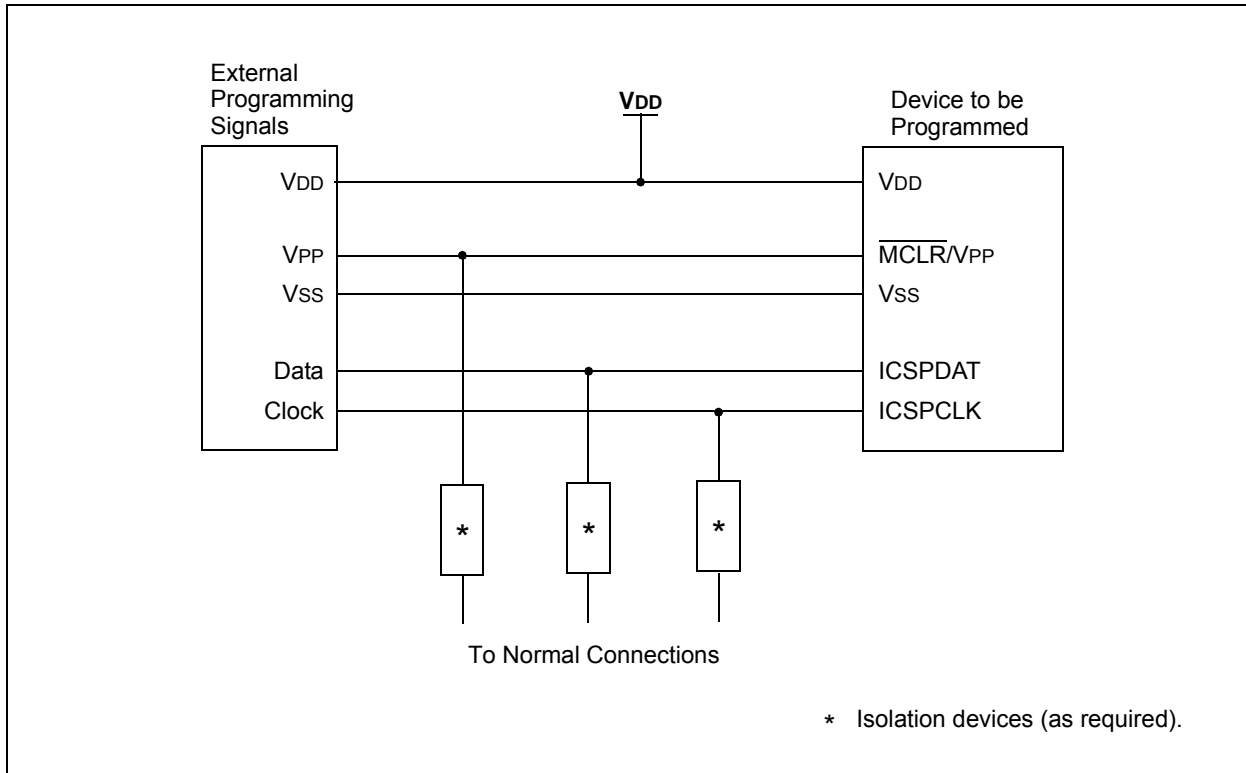 External
Programming
Signals
VDD
Device to be
Programmed
VDD
VPP
VSS
Data
Clock
VDD
MCLR/VPP
VSS
ICSPDAT
ICSPCLK
*
*
*
To Normal Connections
* Isolation devices (as required).